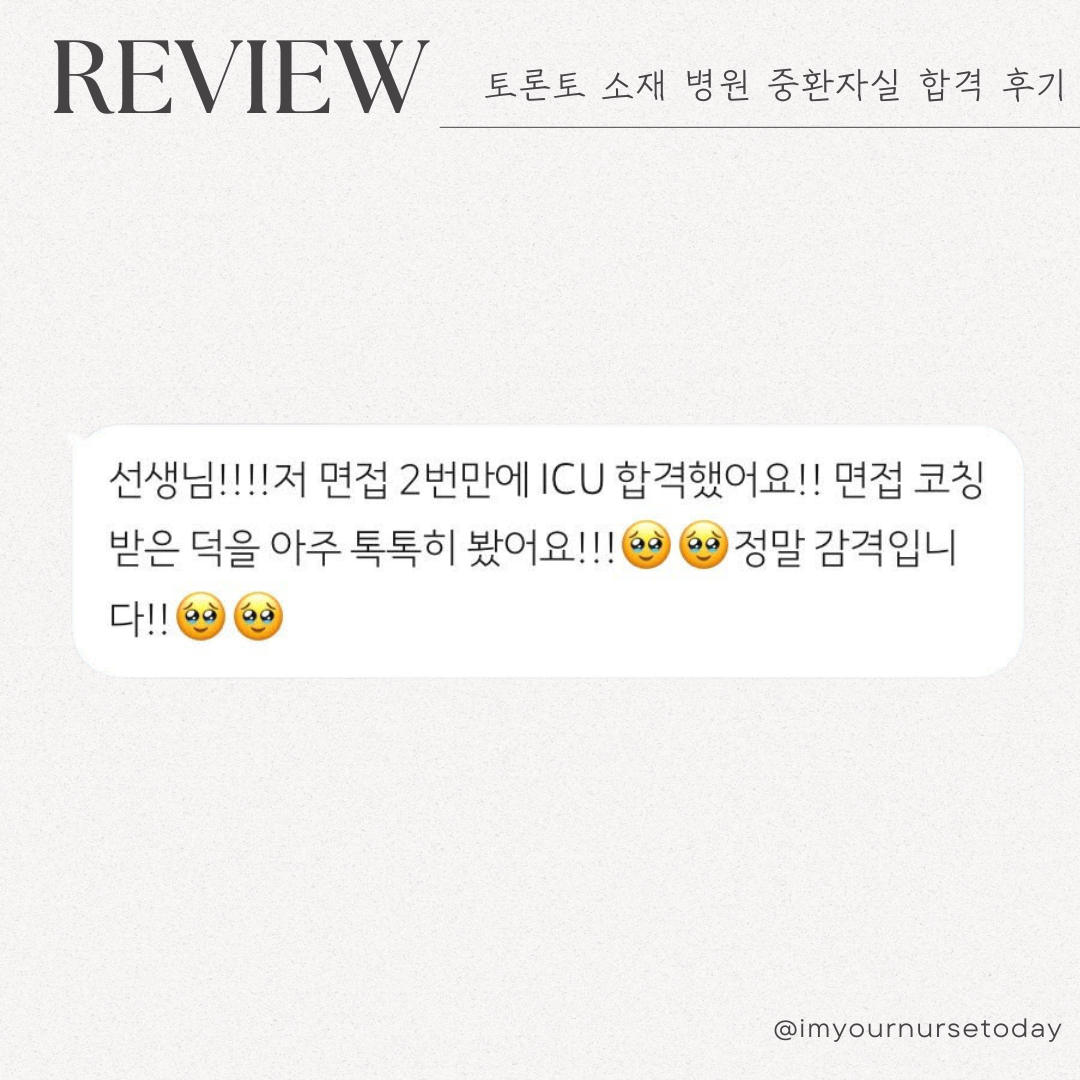 REVIEW
토론토 소재 병원 중환자실 합격 후기
선생님!!!!저 면접 2번만에 ICU 합격했어요!! 면접 코칭
받은 덕을 아주 톡톡히 봤어요!!!🥹🥹정말 감격입니
다!!🥹🥹
@imyournursetoday